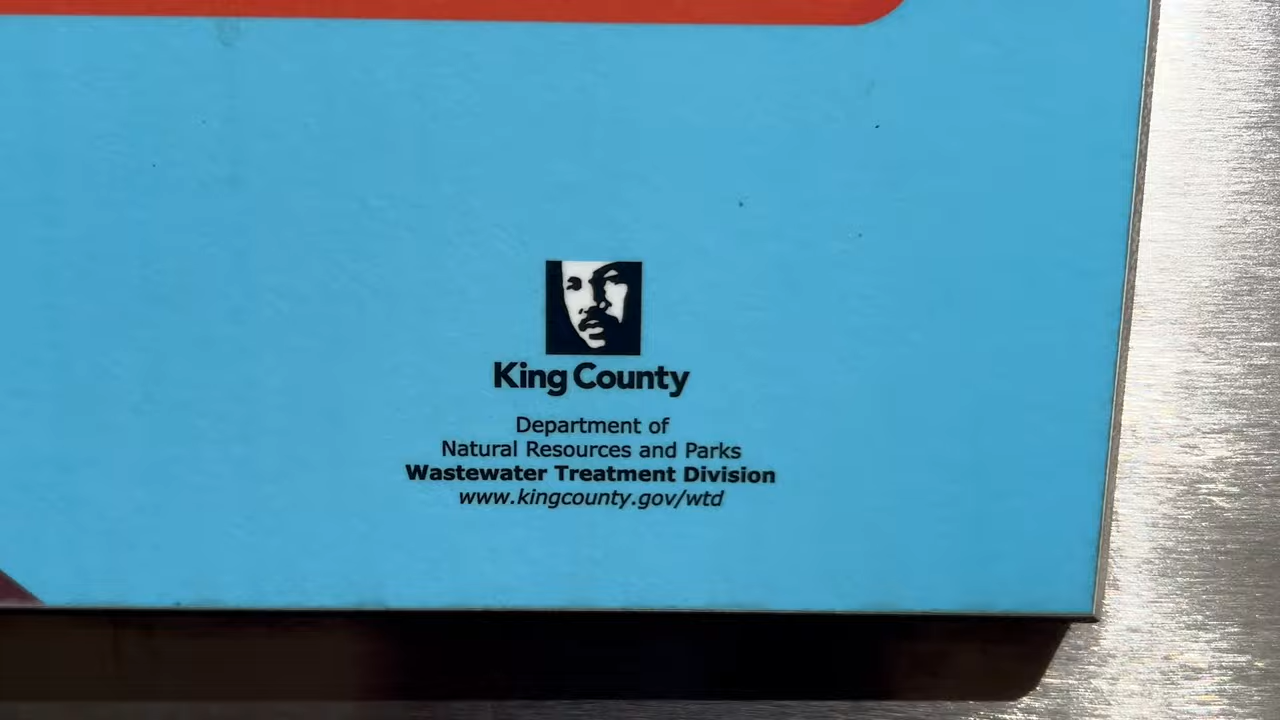 King County
Department of
Natural Resources and Parks
Wastewater Treatment Division
www.kingcounty.gov/wtd